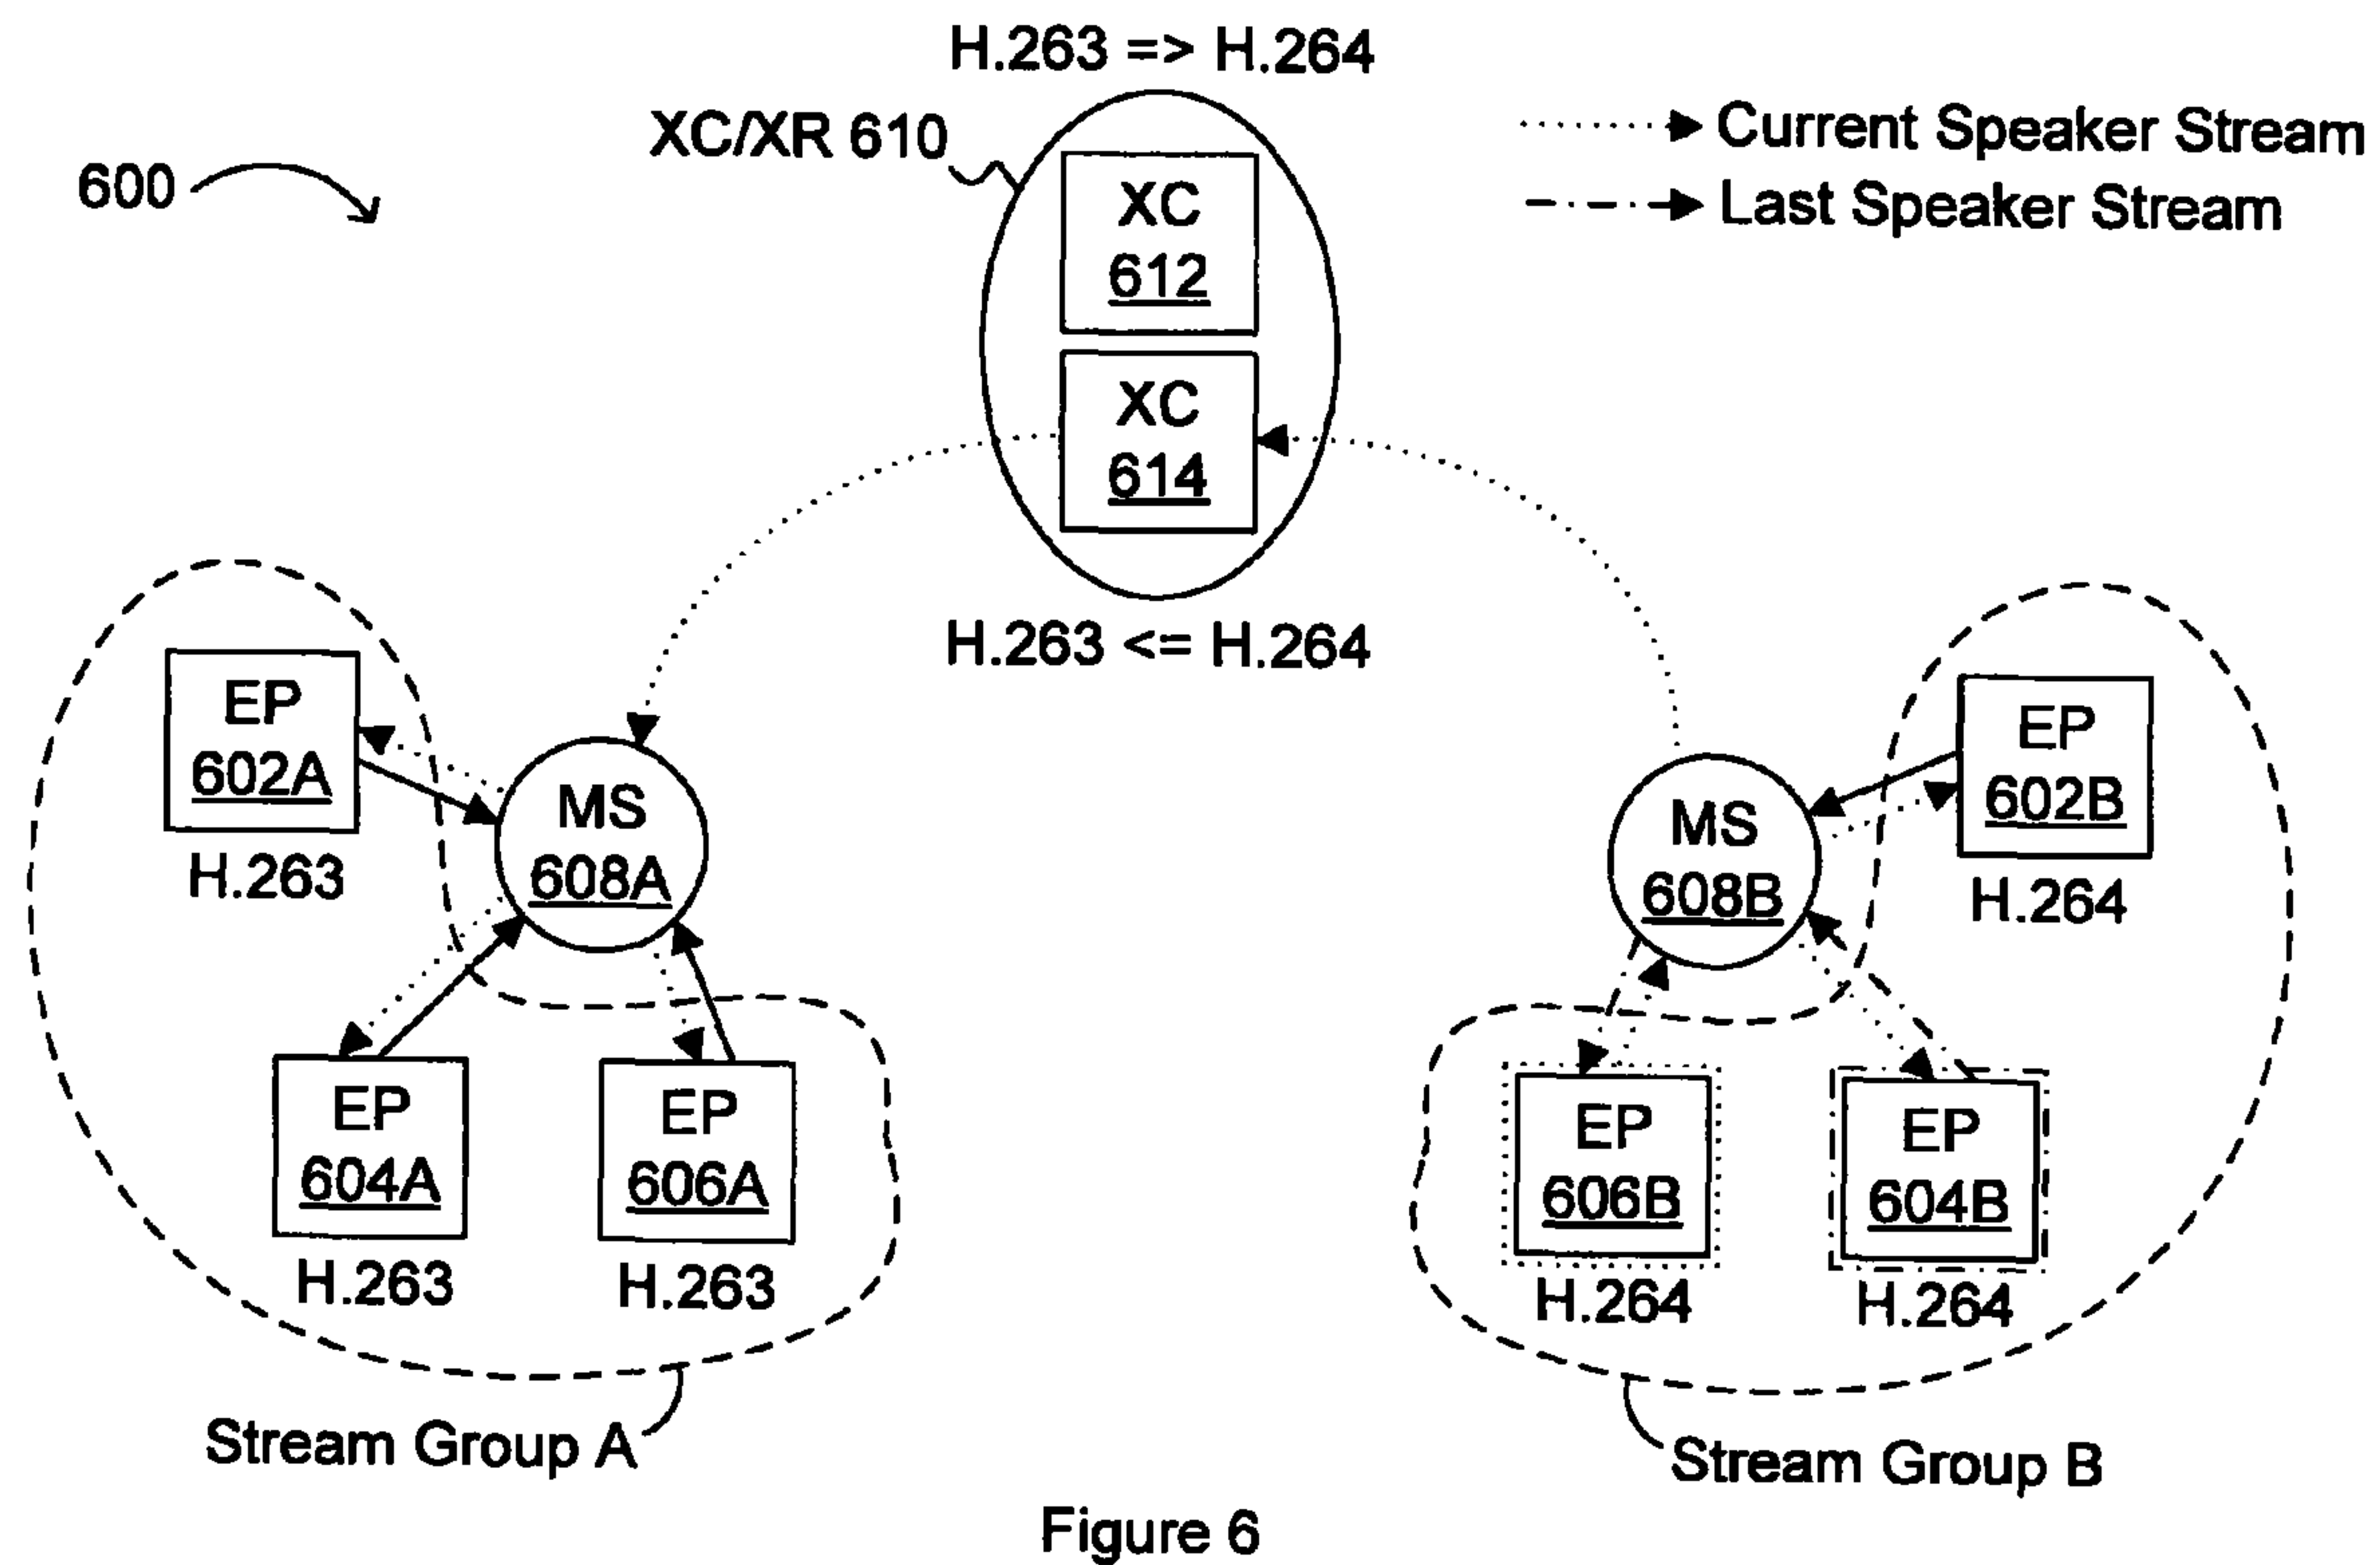 H.263 => H.264
XC/XR 610
600
Current Speaker Stream
Last Speaker Stream
XC
612
XC
614
H.263 <= H.264
EP
602A
H.263
MS
608A
EP
604A
H.263
EP
606A
H.263
Stream Group A
MS
608B
EP
602B
H.264
EP
606B
H.264
EP
604B
H.264
Stream Group B
Figure 6